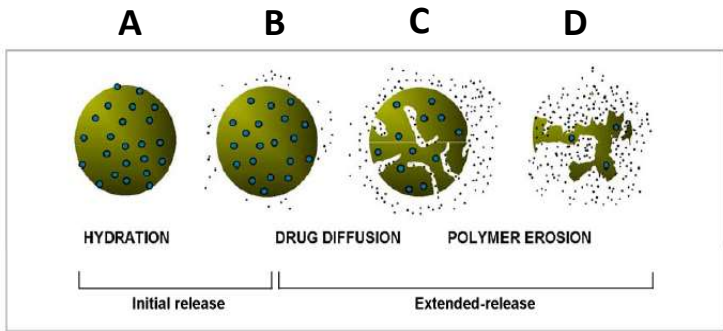 A B C D
HYDRATION DRUG DIFFUSION POLYMER EROSION
Initial release Extended-release